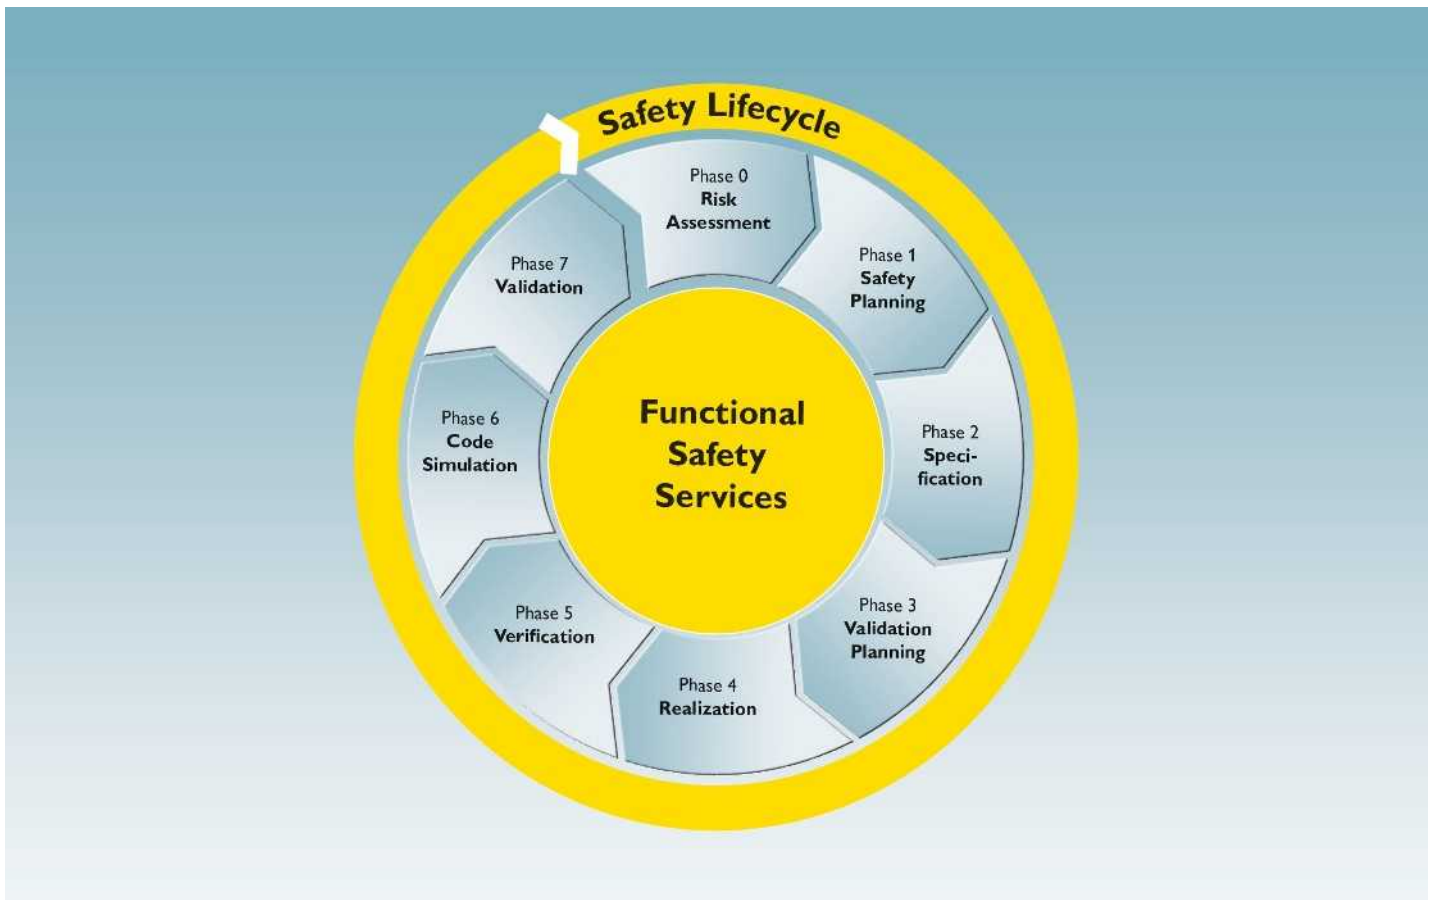 Safety Lifecycle
Phase 0
Risk
Assessment
Phase 1
Safety
Planning
Phase 2
Speci-
fication
Phase 3
Validation
Planning
Phase 4
Realization
Phase 5
Verification
Phase 6
Code
Simulation
Phase 7
Validation
Functional
Safety
Services